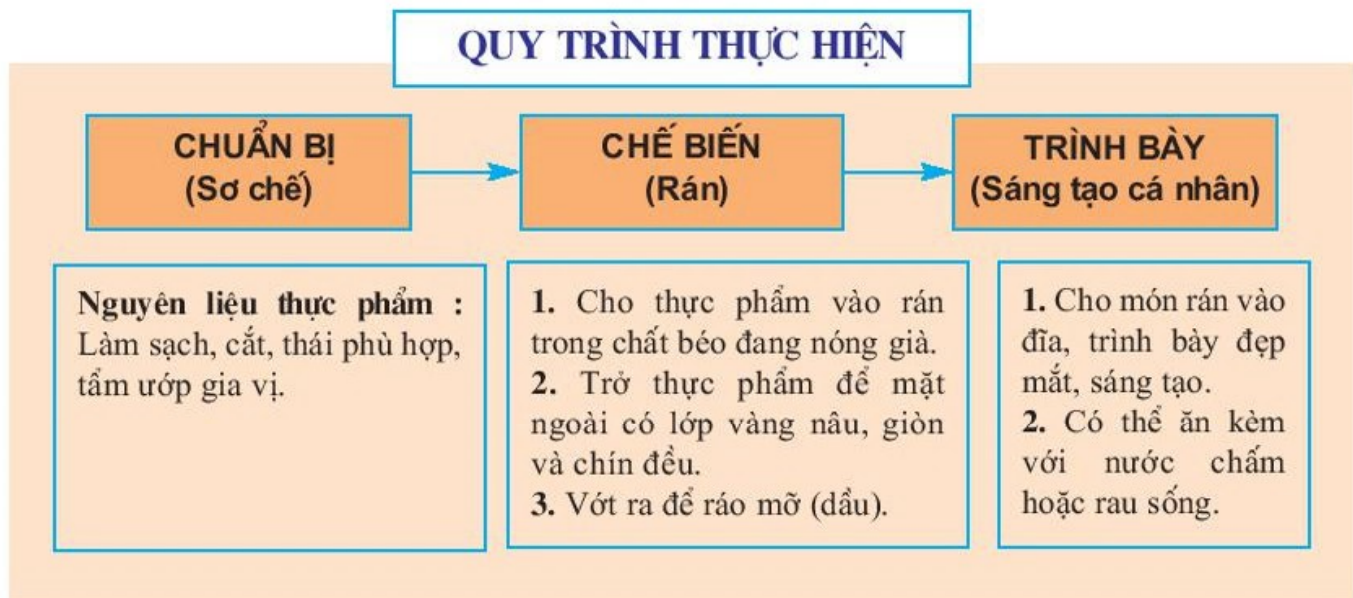 QUY TRÌNH THỰC HIỆN
CHUẨN BỊ
(Sơ chế)
CHẾ BIẾN
(Rán)
TRÌNH BÀY
(Sáng tạo cá nhân)
Nguyên liệu thực phẩm :
Làm sạch, cắt, thái phù hợp,
tẩm ướp gia vị.
1. Cho thực phẩm vào rán
trong chất béo đang nóng già.
2. Trở thực phẩm để mặt
ngoài có lớp vàng nâu, giòn
và chín đều.
3. Vớt ra để ráo mỡ (dầu).
1. Cho món rán vào
đĩa, trình bày đẹp
mắt, sáng tạo.
2. Có thể ăn kèm
với nước chấm
hoặc rau sống.